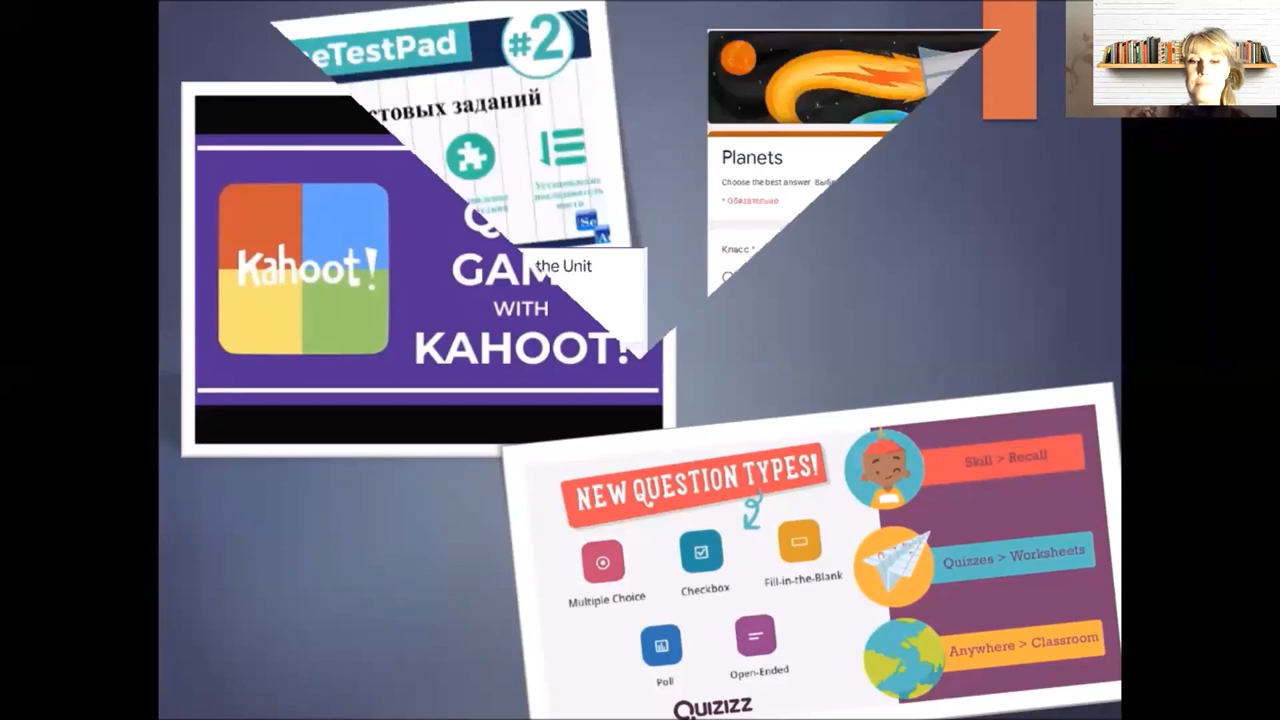 eTestPad
#2
стовых заданий
the Unit
Kahoot!
GAM
WITH
KAHOOT!
Planets
Choose the best answer
* Обязательно
Класс *
NEW QUESTION TYPES!
Multiple Choice
Checkbox
Fill-in-the-Blank
Poll
Open-Ended
QUIZIZZ
Skill > Recall
Quizzes > Worksheets
Anywhere > Classroom